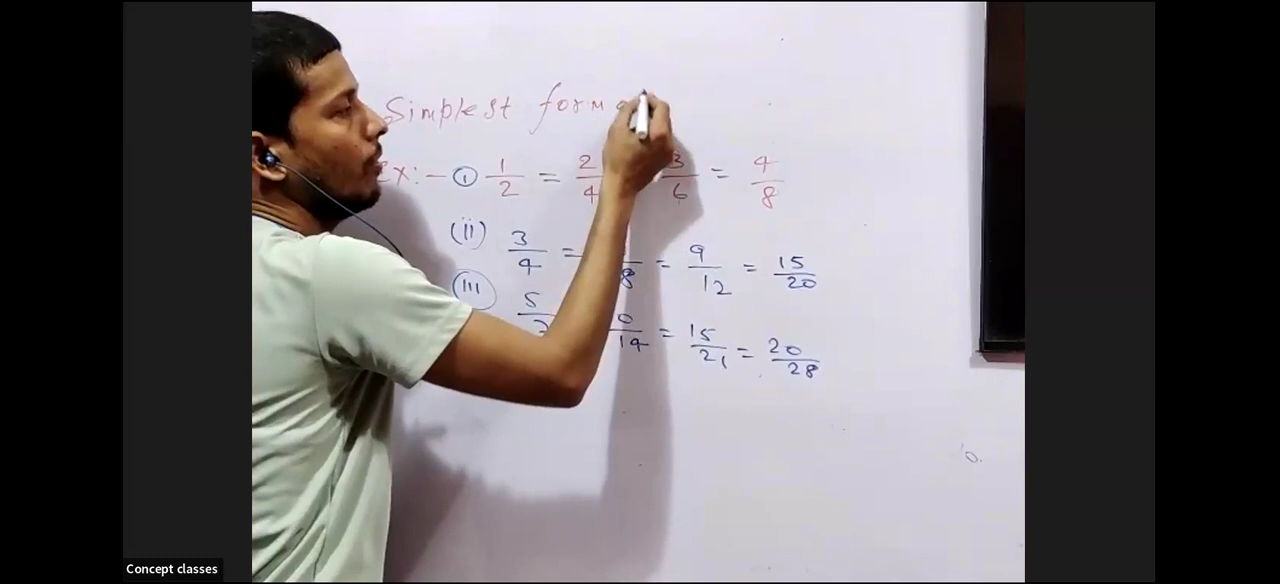 Simplest form
Ex:- (i) 1/2 = 2/4 3/6 = 4/8
(ii) 3/4 = /8 = 9/12 = 15/20
(iii) 5/ /14 = 15/21 = 20/28
Concept classes